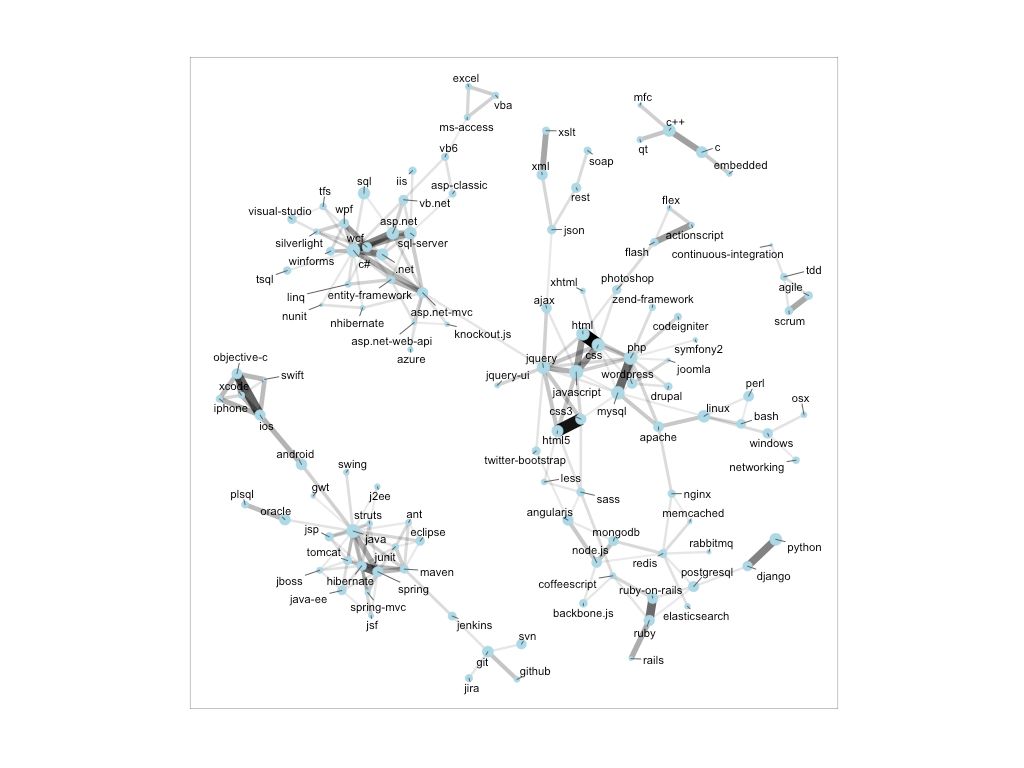 excel
vba
mfc
c++
ms-access
xslt
qt
c
vb6
xml
soap
embedded
sql
iis
asp-classic
tfs
rest
flex
visual-studio
wpf
vb.net
asp.net
json
actionscript
silverlight
wcf
sql-server
flash
continuous-integration
winforms
c#
.net
tdd
tsql
photoshop
xhtml
agile
linq
entity-framework
ajax
zend-framework
nunit
asp.net-mvc
scrum
nhibernate
html
codeigniter
knockout.js
asp.net-web-api
php
symfony2
objective-c
azure
jquery
css
joomla
swift
jquery-ui
wordpress
xcode
javascript
drupal
perl
iphone
css3
mysql
osx
linux
bash
ios
html5
apache
windows
android
twitter-bootstrap
swing
networking
less
gwt
plsql
j2ee
sass
nginx
oracle
struts
ant
angularjs
memcached
jsp
java
eclipse
mongodb
tomcat
junit
node.js
rabbitmq
python
redis
jboss
hibernate
maven
postgresql
django
spring
coffeescript
ruby-on-rails
java-ee
spring-mvc
backbone.js
elasticsearch
jsf
jenkins
ruby
svn
git
rails
github
jira